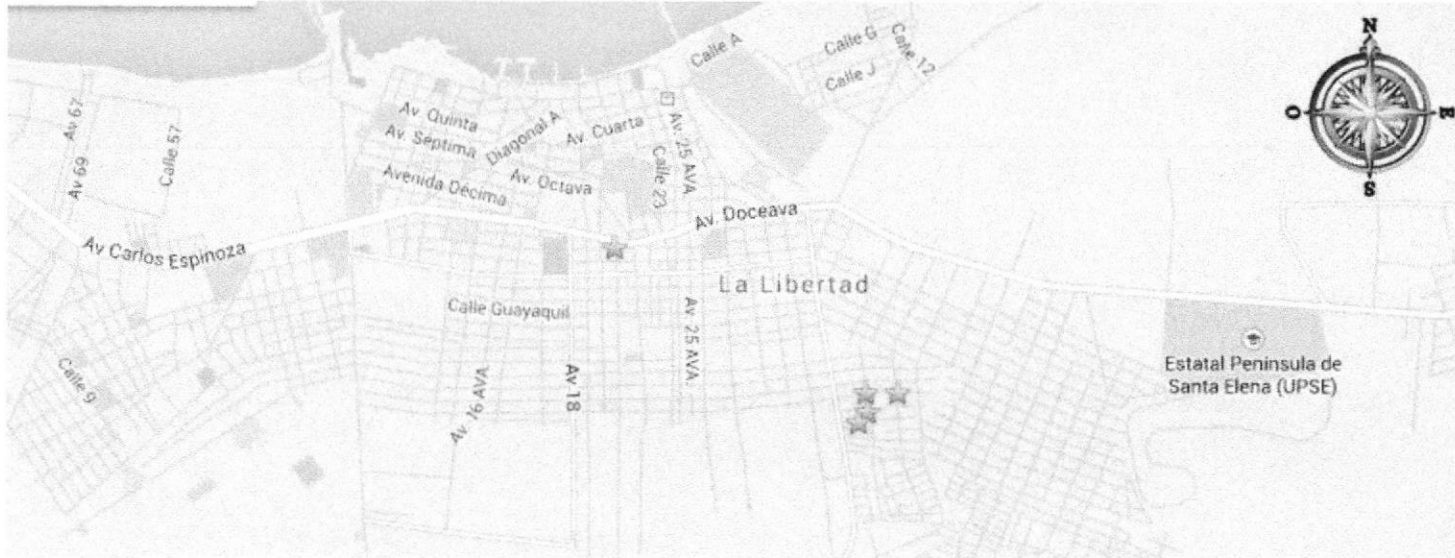 Calle A
Calle G
Calle 12
Calle J
N
O
E
S
Av 67
Av 69
Calle 57
Av. Quinta
Av. Septima
Diagonal A
Av. Cuarta
Av. 25 AVA.
Calle 23
Avenida Décima
Av. Octava
Av. Doceava
Av Carlos Espinoza
La Libertad
Calle Guayaquil
Av. 25 AVA.
Calle 9
Av. 16 AVA.
Av 18
Estatal Península de
Santa Elena (UPSE)